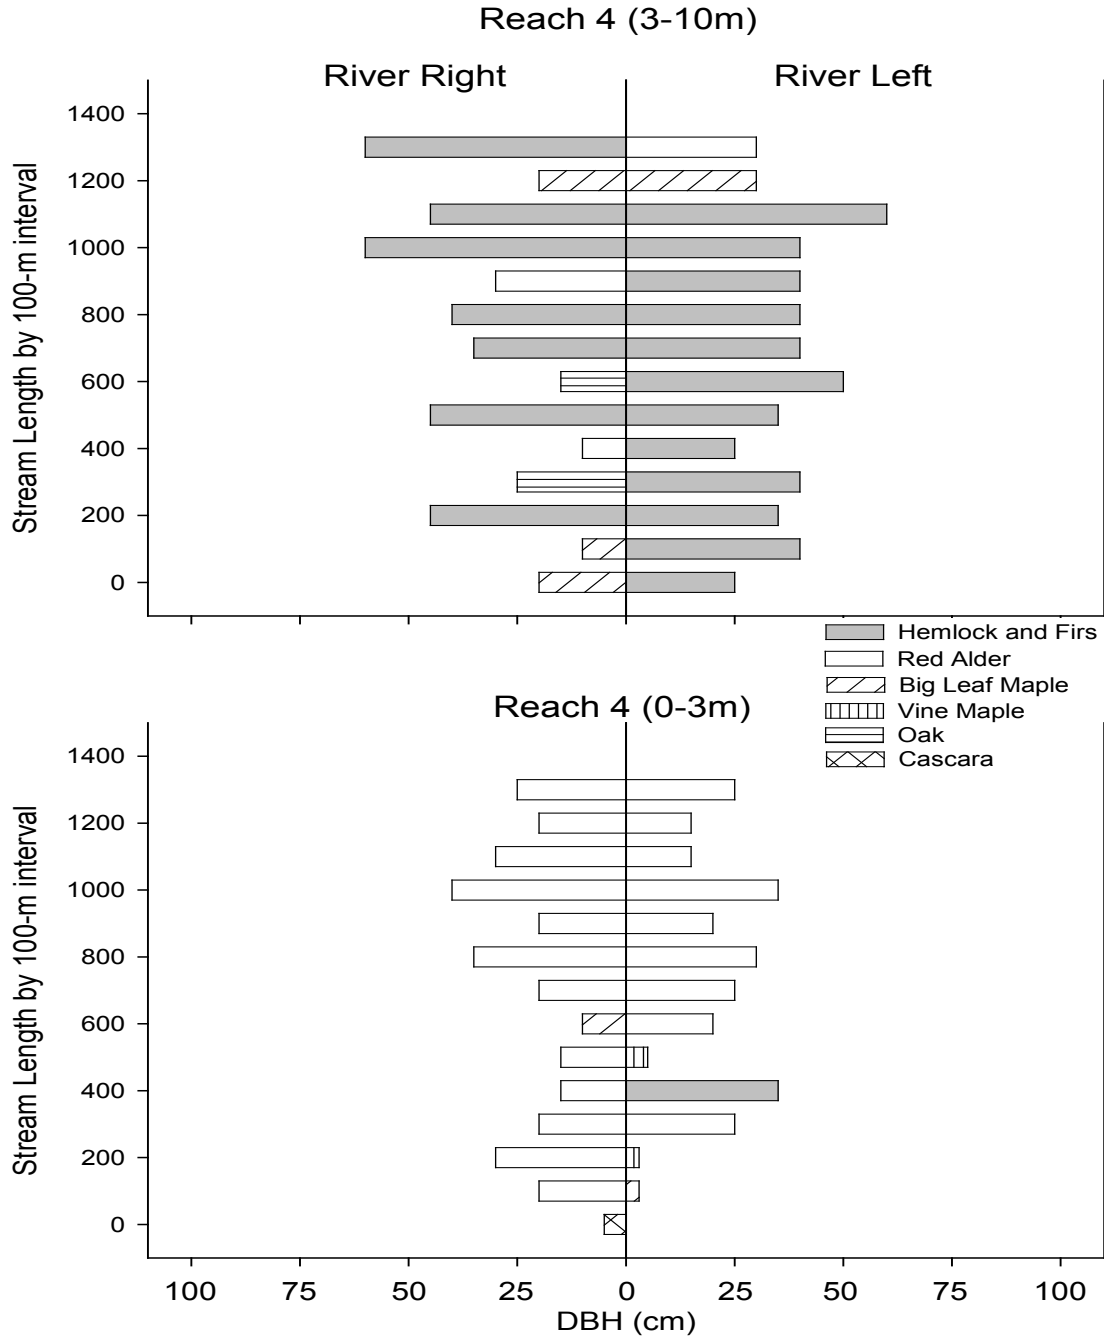 Reach 4 (3-10m)
River Right
River Left
Stream Length by 100-m interval
1400
1200
1000
800
600
400
200
0
Hemlock and Firs
Red Alder
Big Leaf Maple
Vine Maple
Oak
Cascara
Reach 4 (0-3m)
Stream Length by 100-m interval
1400
1200
1000
800
600
400
200
0
100 75 50 25 0 25 50 75 100
DBH (cm)